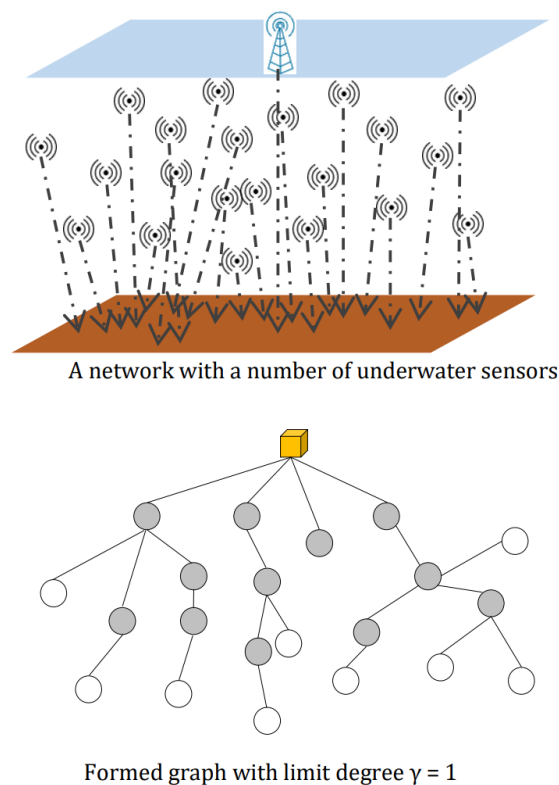 A network with a number of underwater sensors
Formed graph with limit degree γ = 1